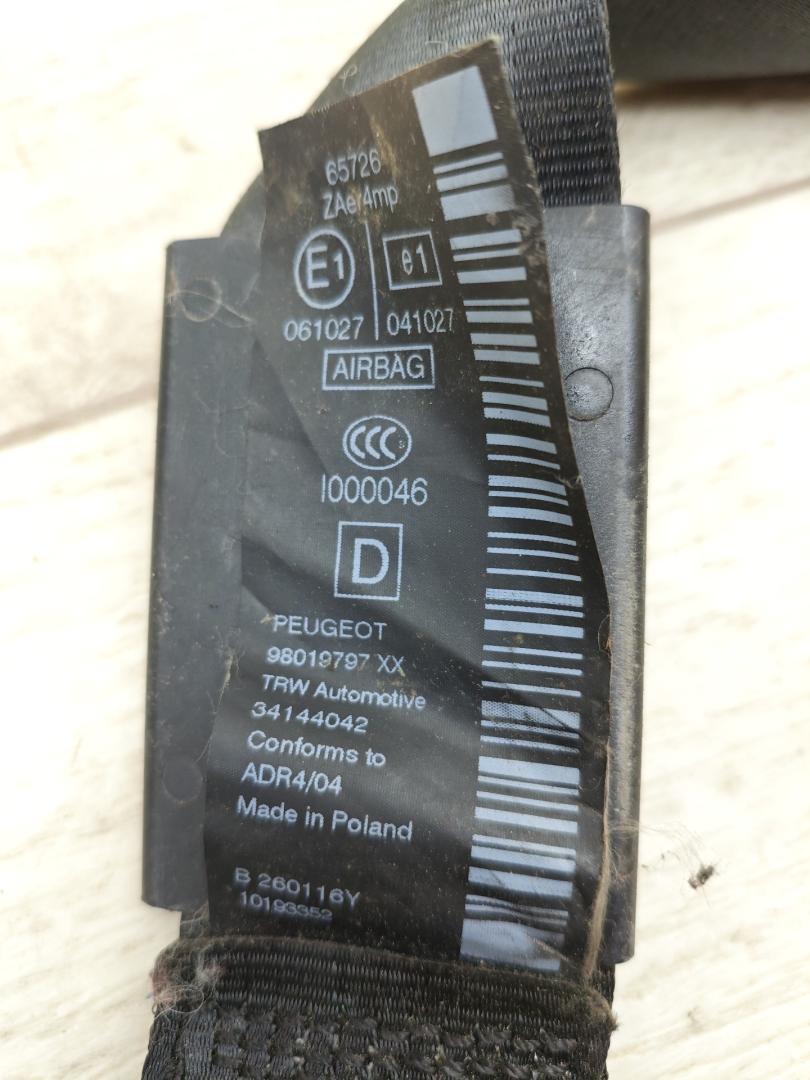 65726
ZAer4mp
E1 e1
061027 041027
AIRBAG
CCC S
I000046
D
PEUGEOT
98019797 XX
TRW Automotive
34144042
Conforms to
ADR4/04
Made in Poland
B 260116Y
10193352